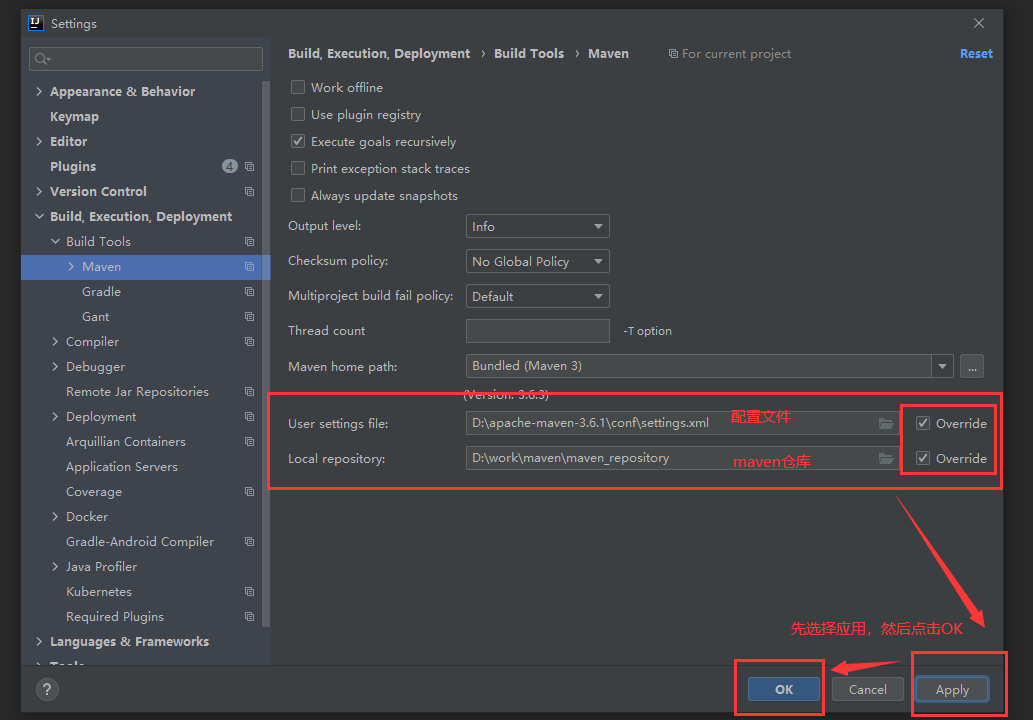 Settings
Build, Execution, Deployment › Build Tools › Maven For current project Reset
Appearance & Behavior
Keymap
Editor
Plugins 4
Version Control
Build, Execution, Deployment
Build Tools
Maven
Gradle
Gant
Compiler
Debugger
Remote Jar Repositories
Deployment
Arquillian Containers
Application Servers
Coverage
Docker
Gradle-Android Compiler
Java Profiler
Kubernetes
Required Plugins
Languages & Frameworks
Tools
Work offline
Use plugin registry
Execute goals recursively
Print exception stack traces
Always update snapshots
Output level: Info
Checksum policy: No Global Policy
Multiproject build fail policy: Default
Thread count -T option
Maven home path: Bundled (Maven 3) ...
(Version: 3.6.3)
User settings file: D:\apache-maven-3.6.1\conf\settings.xml 配置文件 Override
Local repository: D:\work\maven\maven_repository maven仓库 Override
先选择应用，然后点击OK
? OK Cancel Apply